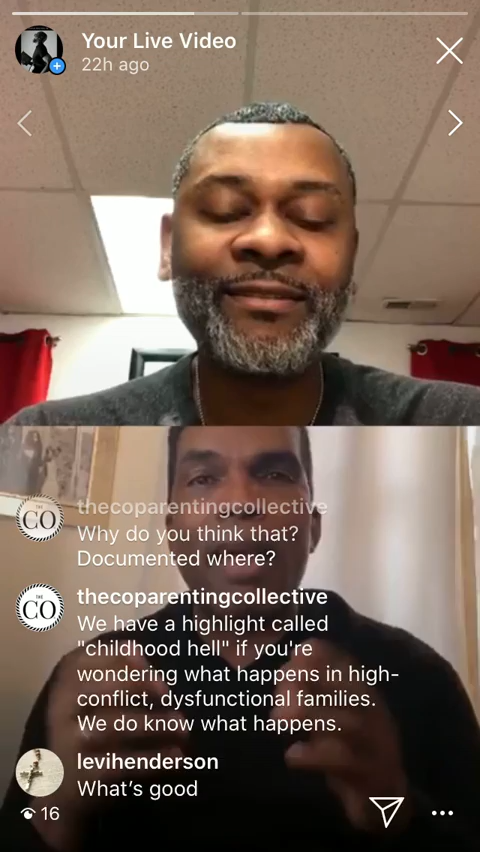 Your Live Video
22h ago
THE
CO
thecoparentingcollective
Why do you think that?
Documented where?
THE
CO
thecoparentingcollective
We have a highlight called
"childhood hell" if you're
wondering what happens in high-
conflict, dysfunctional families.
We do know what happens.
levihenderson
What's good
16